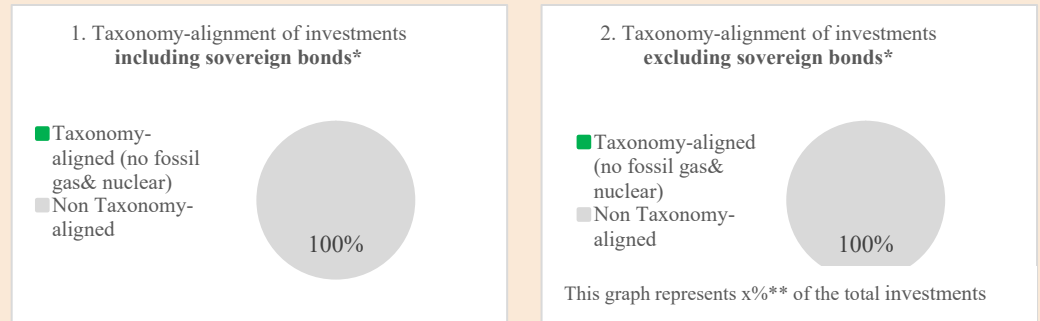 1. Taxonomy-alignment of investments
including sovereign bonds*
Taxonomy-
aligned (no fossil
gas& nuclear)
Non Taxonomy-
aligned
100%
2. Taxonomy-alignment of investments
excluding sovereign bonds*
Taxonomy-aligned
(no fossil gas&
nuclear)
Non Taxonomy-
aligned
100%
This graph represents x%** of the total investments